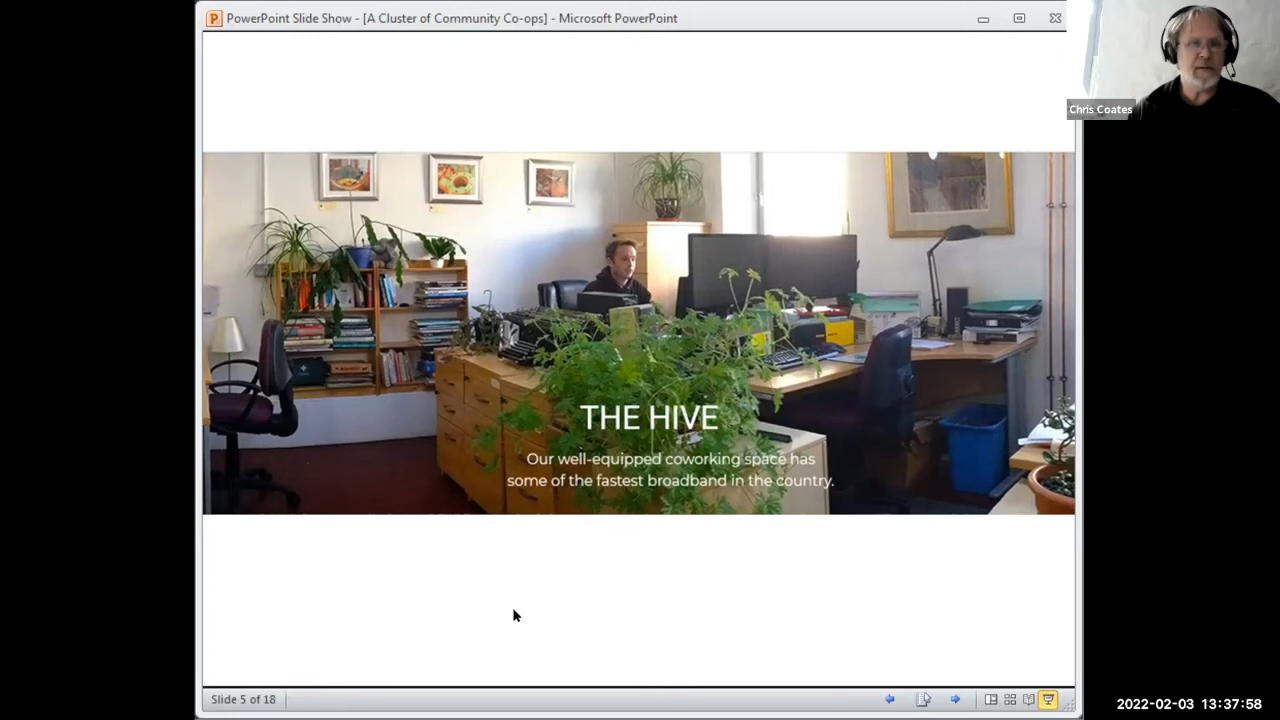 PowerPoint Slide Show - [A Cluster of Community Co-ops] - Microsoft PowerPoint
Chris Coates
THE HIVE
Our well-equipped coworking space has
some of the fastest broadband in the country.
Slide 5 of 18
2022-02-03 13:37:58